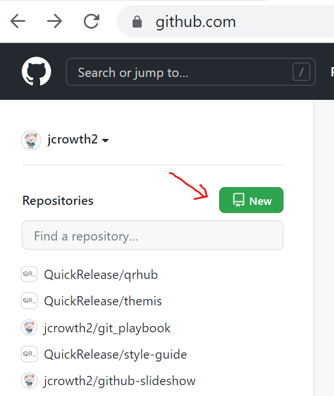 github.com
Search or jump to... /
jcrowth2
Repositories New
Find a repository...
QuickRelease/qrhub
QuickRelease/themis
jcrowth2/git_playbook
QuickRelease/style-guide
jcrowth2/github-slideshow